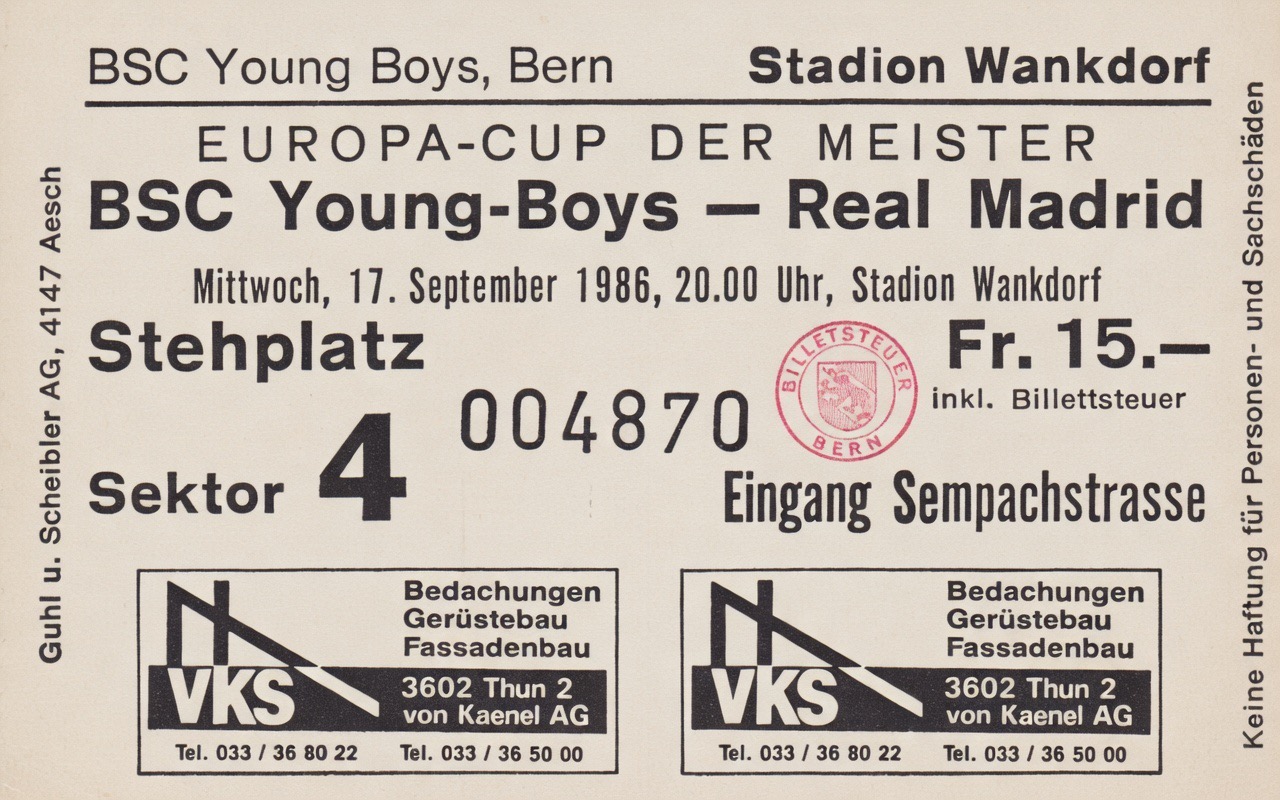 BSC Young Boys, Bern
Stadion Wankdorf
EUROPA-CUP DER MEISTER
BSC Young-Boys — Real Madrid
Mittwoch, 17. September 1986, 20.00 Uhr, Stadion Wankdorf
Stehplatz
Fr. 15.—
inkl. Billettsteuer
BILLETSTEUER
BERN
004870
Sektor 4
Eingang Sempachstrasse
Bedachungen
Gerüstebau
Fassadenbau
VKS
3602 Thun 2
von Kaenel AG
Tel. 033 / 36 80 22
Tel. 033 / 36 50 00
Bedachungen
Gerüstebau
Fassadenbau
VKS
3602 Thun 2
von Kaenel AG
Tel. 033 / 36 80 22
Tel. 033 / 36 50 00
Guhl u. Scheibler AG, 4147 Aesch
Keine Haftung für Personen- und Sachschäden